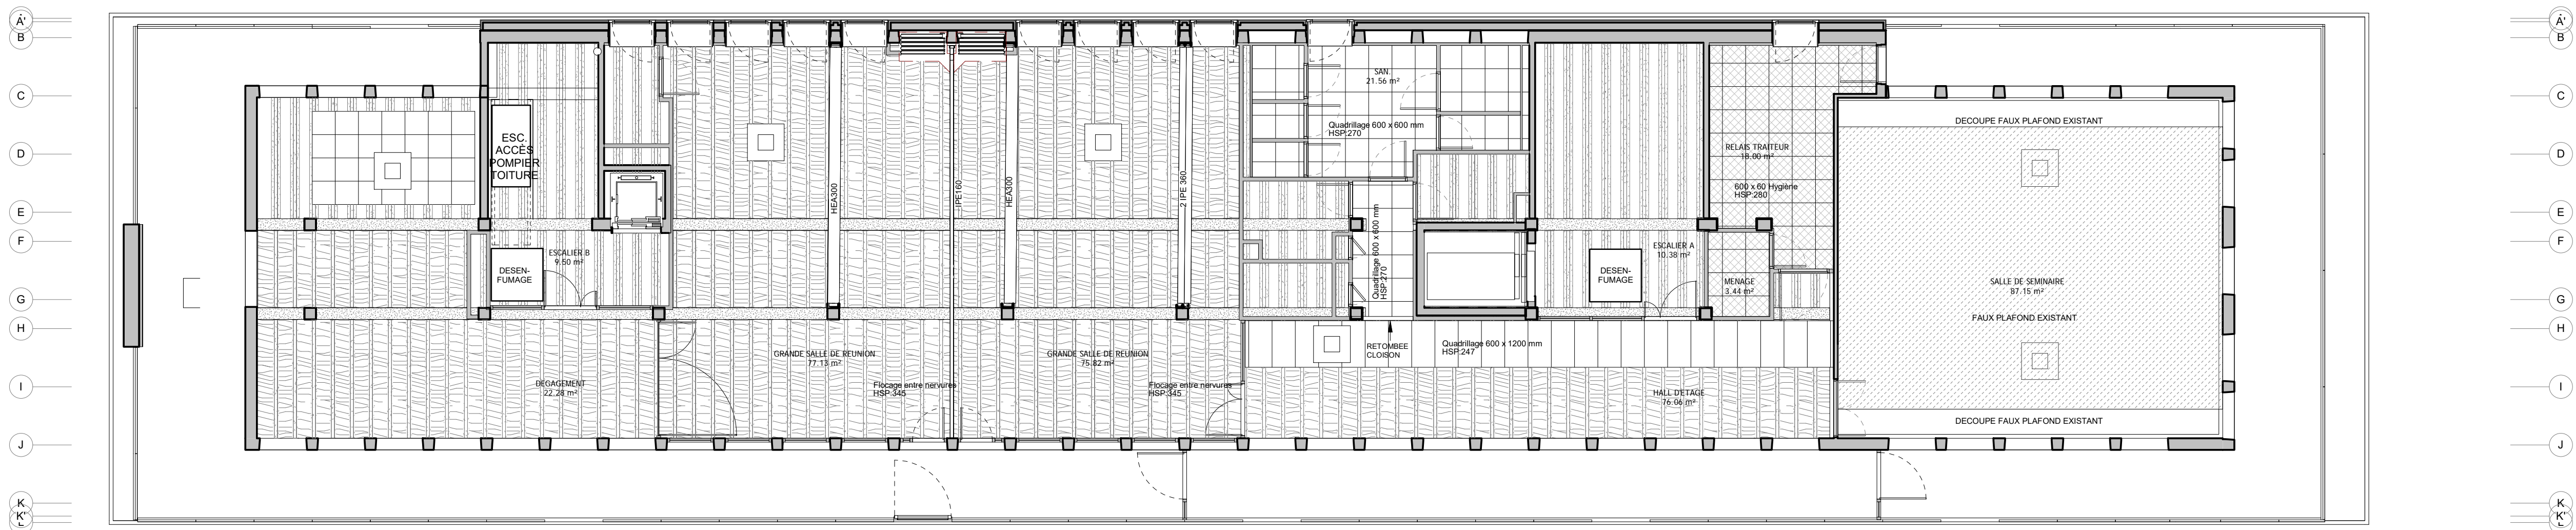 A'
B
C
D
E
F
G
H
I
J
K
K'
ESC.
ACCÈS
POMPIER
TOITURE
DESEN-
FUMAGE
ESCALIER B
9.50 m²
DEGAGEMENT
22.28 m²
GRANDE SALLE DE REUNION
77.13 m²
Flocage entre nervures
HSP:345
HEA300
IPE160
HEA300
2 IPE 360
GRANDE SALLE DE REUNION
75.82 m²
Flocage entre nervures
HSP:345
SAN.
21.56 m²
Quadrillage 600 x 600 mm
HSP:270
Quadrillage 600 x 600 mm
HSP:270
RETOMBEE
CLOISON
Quadrillage 600 x 1200 mm
HSP:247
DESEN-
FUMAGE
ESCALIER A
10.38 m²
MENAGE
3.44 m²
RELAIS TRAITEUR
18.00 m²
600 x 60 Hygiène
HSP:280
HALL D'ETAGE
76.06 m²
DECOUPE FAUX PLAFOND EXISTANT
SALLE DE SEMINAIRE
87.15 m²
FAUX PLAFOND EXISTANT
DECOUPE FAUX PLAFOND EXISTANT
A'
B
C
D
E
F
G
H
I
J
K
K'